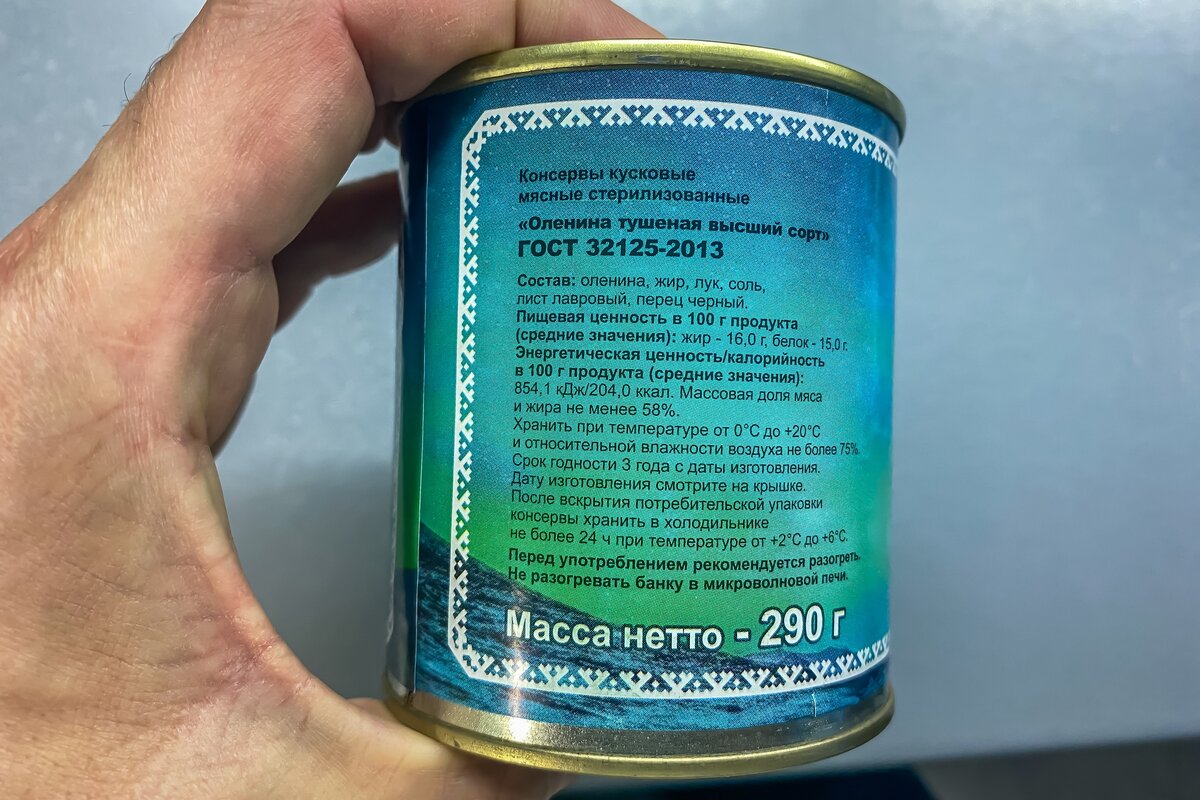 Консервы кусковые
мясные стерилизованные
«Оленина тушеная высший сорт»
ГОСТ 32125-2013
Состав: оленина, жир, лук, соль,
лист лавровый, перец черный.
Пищевая ценность в 100 г продукта
(средние значения): жир - 16,0 г, белок - 15,0 г.
Энергетическая ценность/калорийность
в 100 г продукта (средние значения):
854,1 кДж/204,0 ккал. Массовая доля мяса
и жира не менее 58%.
Хранить при температуре от 0°С до +20°С
и относительной влажности воздуха не более 75%.
Срок годности 3 года с даты изготовления.
Дату изготовления смотрите на крышке.
После вскрытия потребительской упаковки
консервы хранить в холодильнике
не более 24 ч при температуре от +2°С до +6°С.
Перед употреблением рекомендуется разогреть.
Не разогревать банку в микроволновой печи.
Масса нетто - 290 г